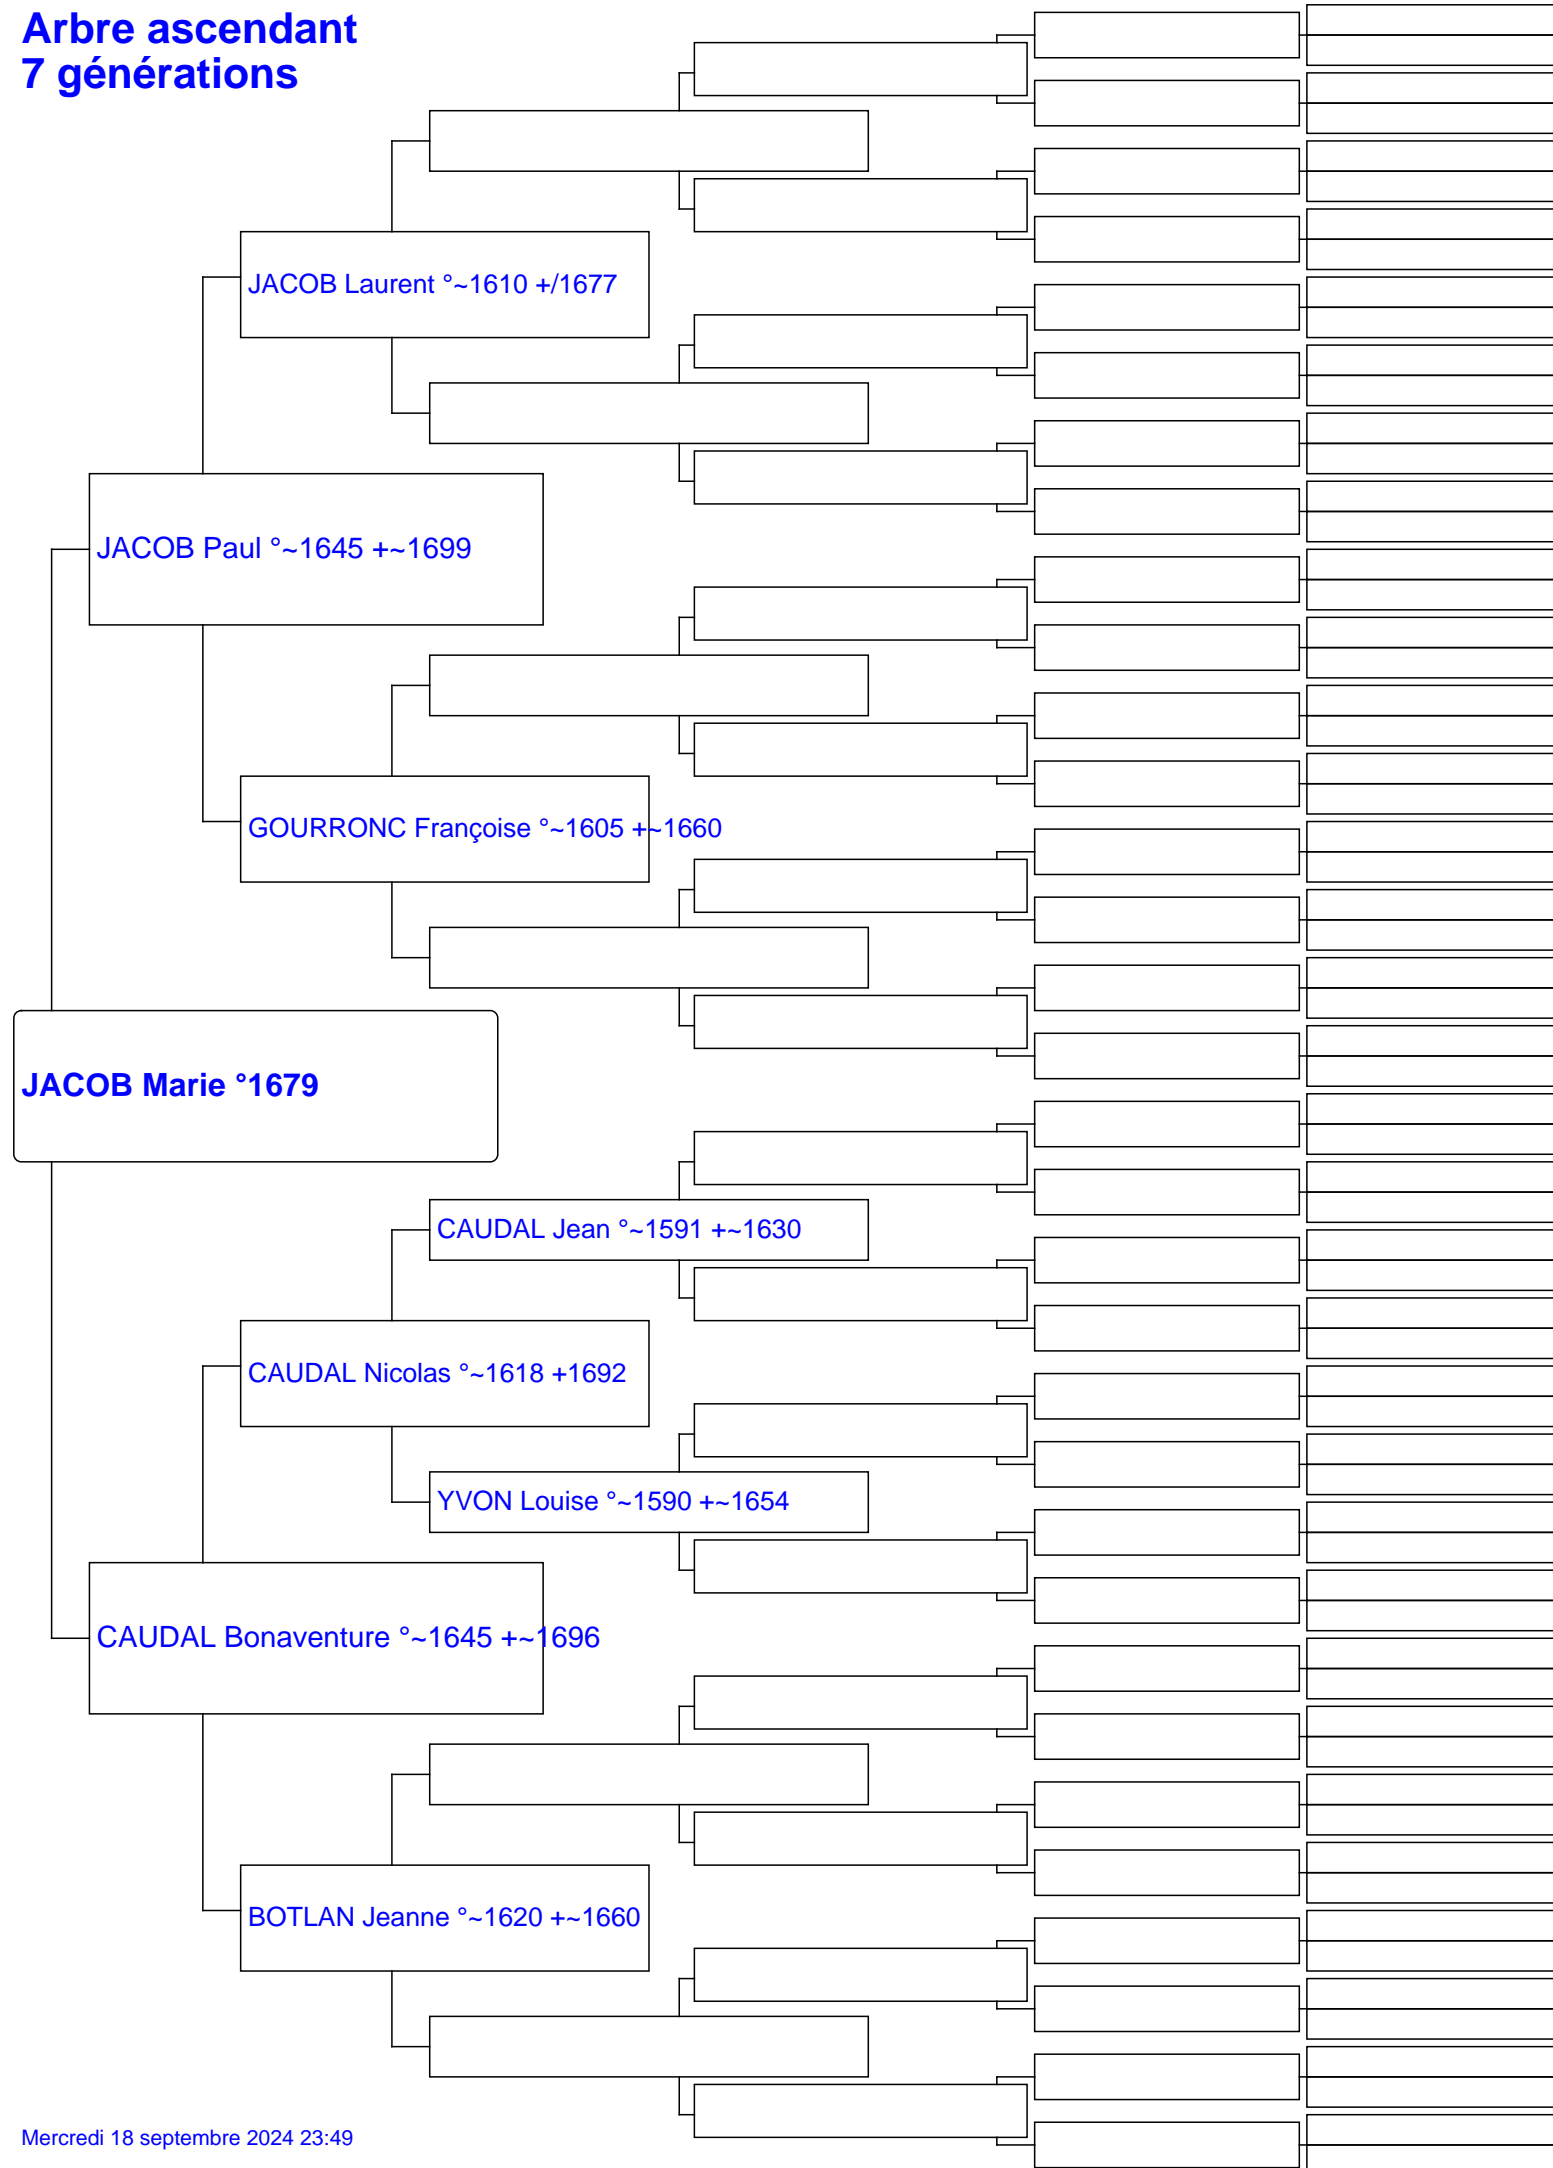 Arbre ascendant
7 générations
JACOB Laurent °~1610 +/1677
JACOB Paul °~1645 +~1699
GOURRONC Françoise °~1605 +~1660
JACOB Marie °1679
CAUDAL Jean °~1591 +~1630
CAUDAL Nicolas °~1618 +1692
YVON Louise °~1590 +~1654
CAUDAL Bonaventure °~1645 +~1696
BOTLAN Jeanne °~1620 +~1660
Mercredi 18 septembre 2024 23:49